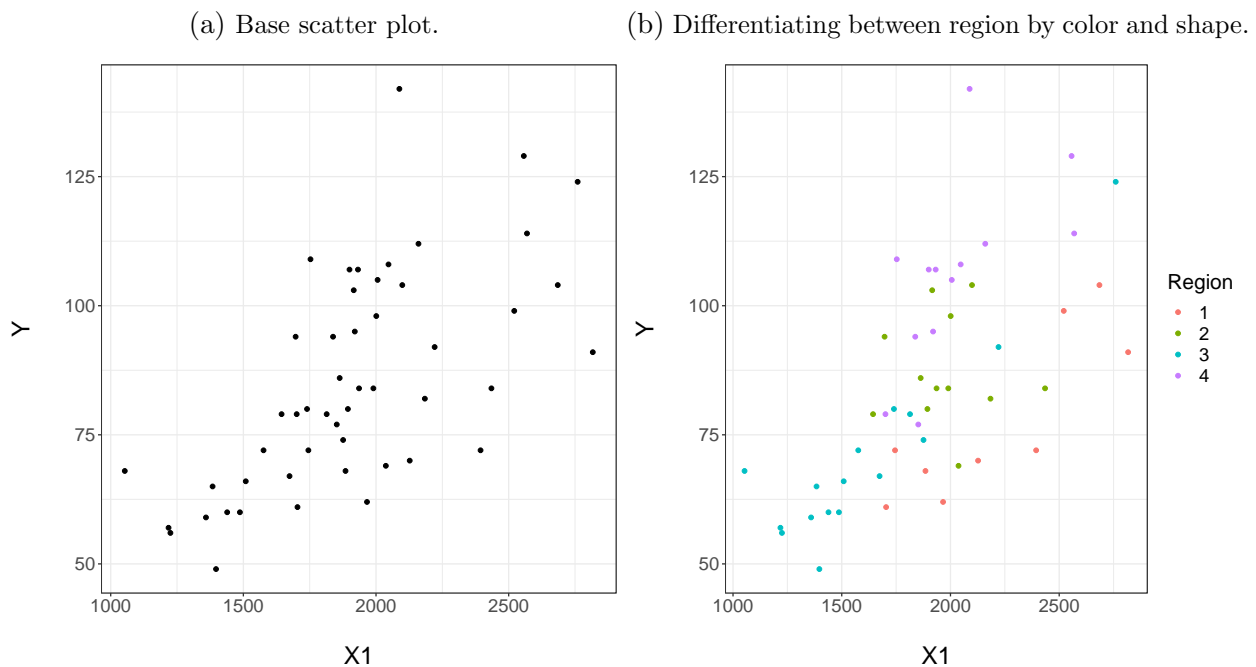 (a) Base scatter plot.
125
100
75
50
Y
1000 1500 2000 2500
X1
(b) Differentiating between region by color and shape.
125
100
75
50
Y
1000 1500 2000 2500
X1
Region
1
2
3
4